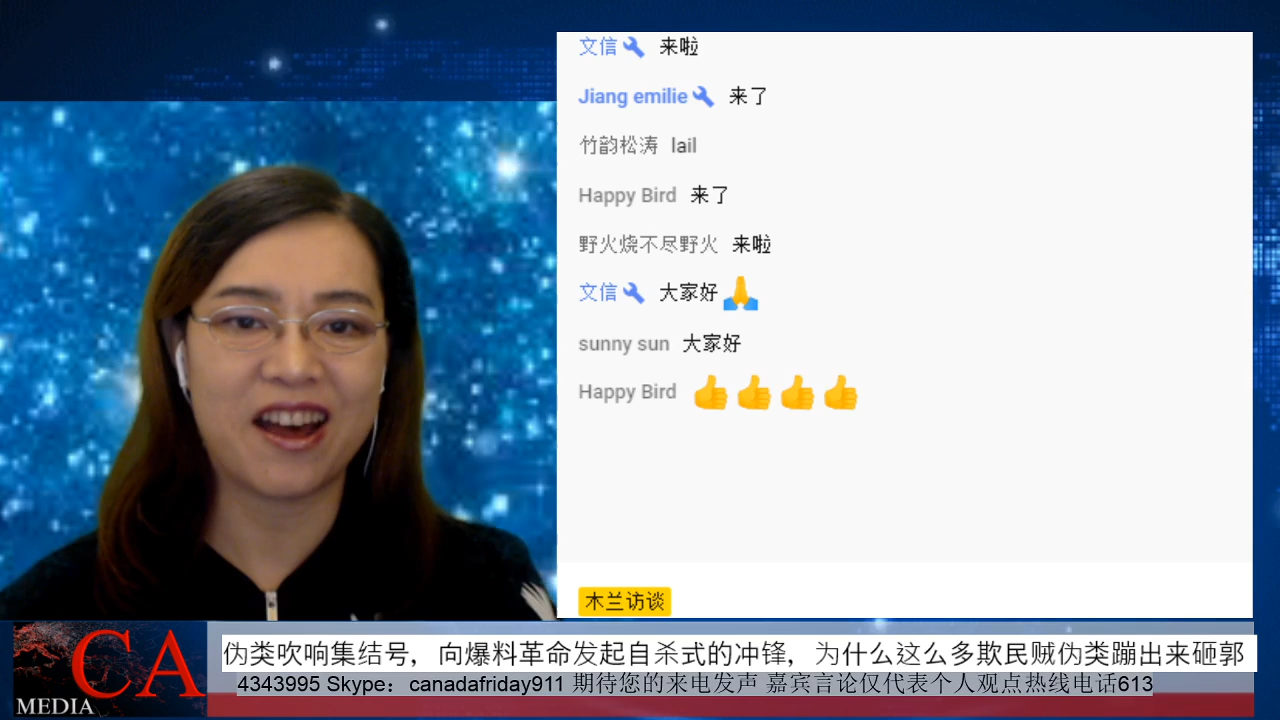 文信 来啦
Jiang emilie 来了
竹韵松涛 lail
Happy Bird 来了
野火烧不尽野火 来啦
文信 大家好🙏
sunny sun 大家好
Happy Bird 👍👍👍👍
木兰访谈
CA
MEDIA
伪类吹响集结号，向爆料革命发起自杀式的冲锋，为什么这么多欺民贼伪类蹦出来砸郭
4343995 Skype：canadafriday911 期待您的来电发声 嘉宾言论仅代表个人观点热线电话613